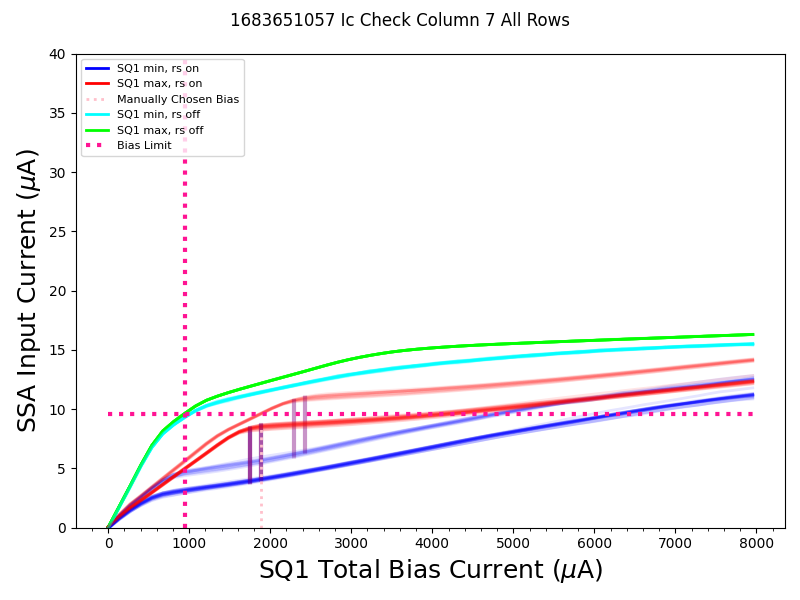 1683651057 Ic Check Column 7 All Rows
40
35
30
25
20
15
10
5
0
SSA Input Current (μA)
SQ1 min, rs on
SQ1 max, rs on
Manually Chosen Bias
SQ1 min, rs off
SQ1 max, rs off
Bias Limit
0 1000 2000 3000 4000 5000 6000 7000 8000
SQ1 Total Bias Current (μA)